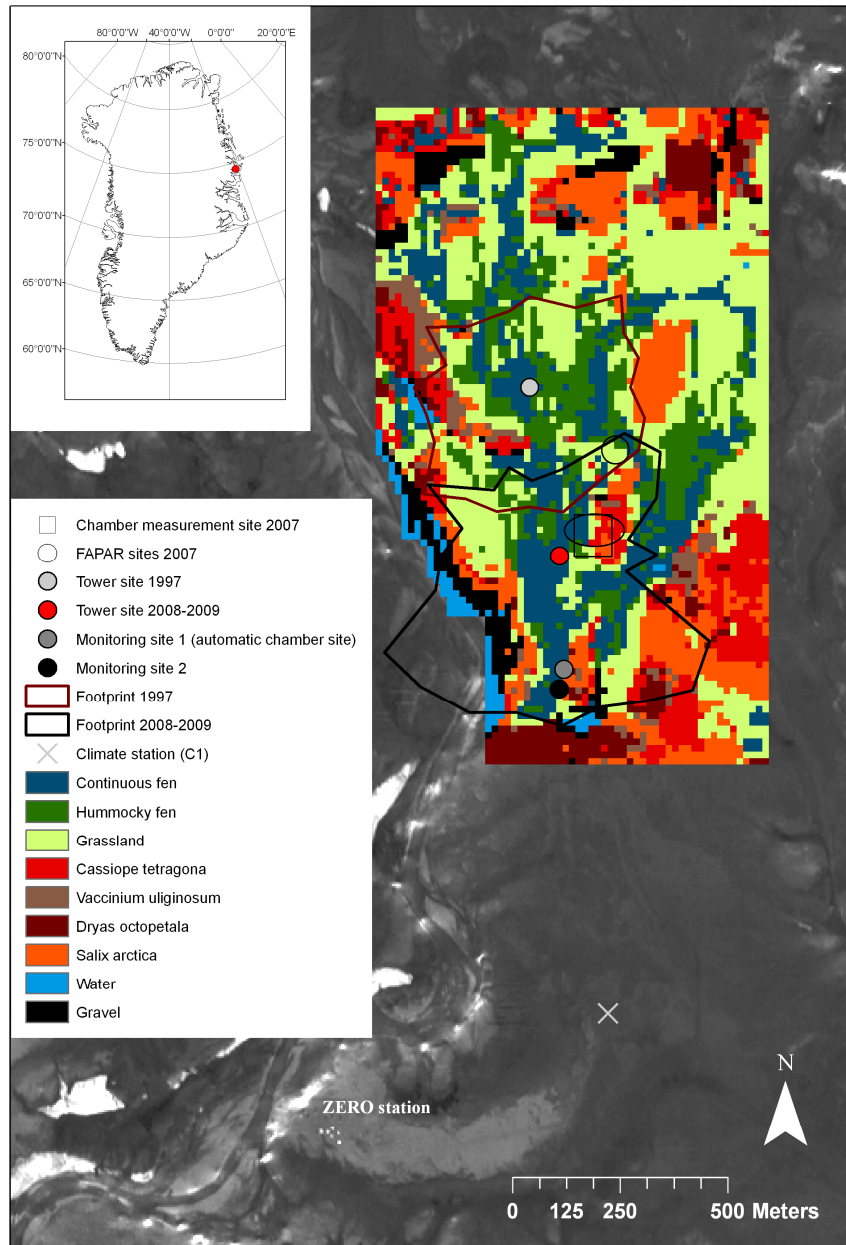 80°0'0"W 40°0'0"W 20°0'0"E
80°0'0"N
75°0'0"N
70°0'0"N
65°0'0"N
60°0'0"N
Chamber measurement site 2007
FAPAR sites 2007
Tower site 1997
Tower site 2008-2009
Monitoring site 1 (automatic chamber site)
Monitoring site 2
Footprint 1997
Footprint 2008-2009
Climate station (C1)
Continuous fen
Hummocky fen
Grassland
Cassiope tetragona
Vaccinium uliginosum
Dryas octopetala
Salix arctica
Water
Gravel
ZERO station
N
0 125 250 500 Meters